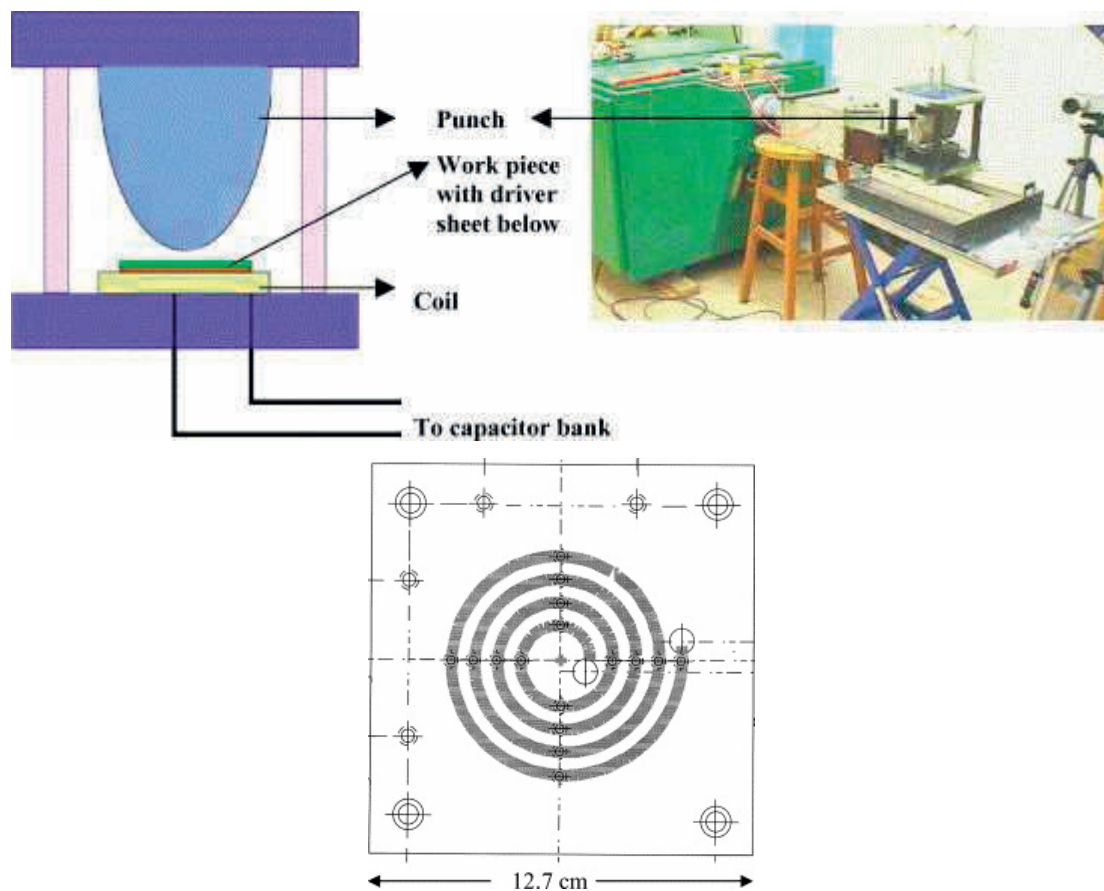 Punch
Work piece
with driver
sheet below
Coil
To capacitor bank
12.7 cm